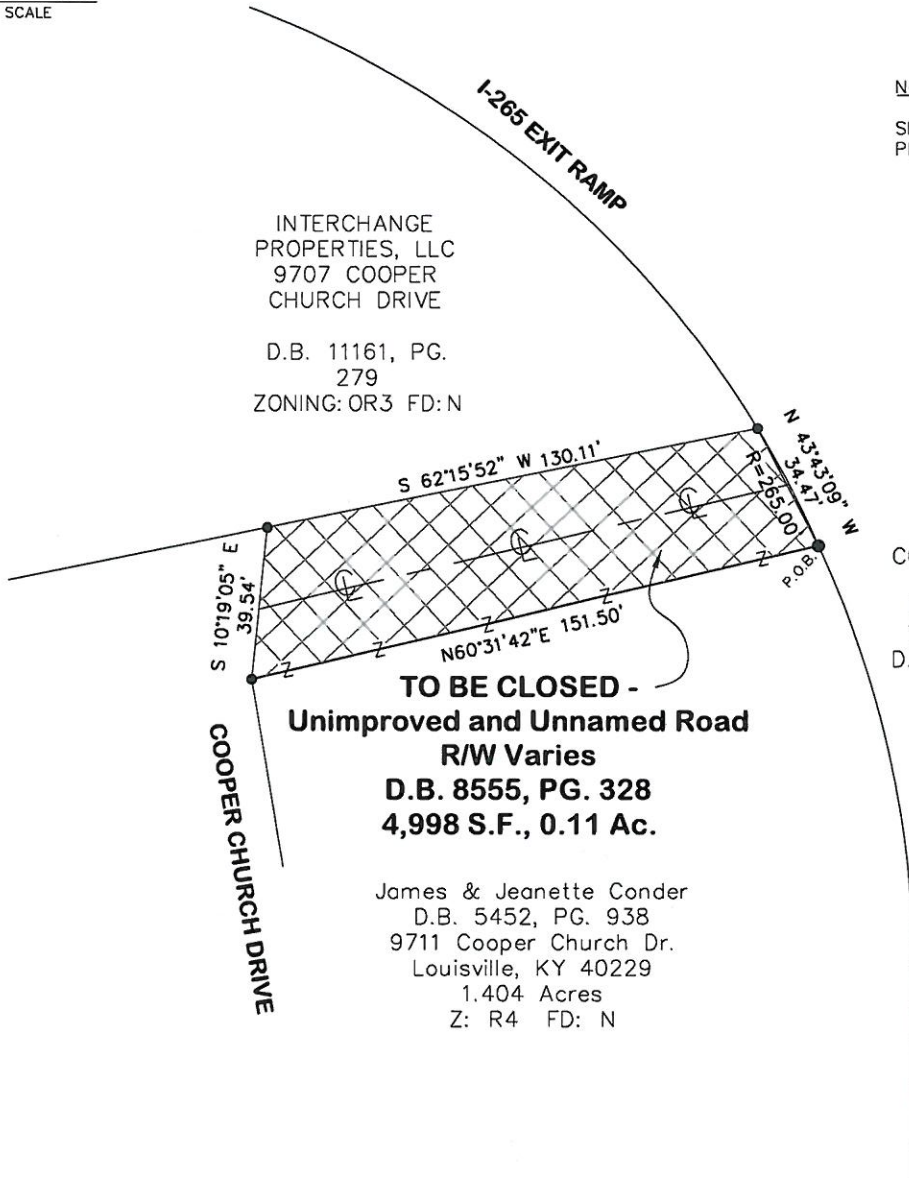 SCALE
I-265 EXIT RAMP
INTERCHANGE
PROPERTIES, LLC
9707 COOPER
CHURCH DRIVE
D.B. 11161, PG.
279
ZONING: OR3 FD: N
S 62°15'52" W 130.11'
N 43°43'09" W
34.47'
R=265.00'
P.O.B.
S 10°19'05" E
39.54'
N60°31'42"E 151.50'
Z Z Z Z Z
TO BE CLOSED -
Unimproved and Unnamed Road
R/W Varies
D.B. 8555, PG. 328
4,998 S.F., 0.11 Ac.
COOPER CHURCH DRIVE
James & Jeanette Conder
D.B. 5452, PG. 938
9711 Cooper Church Dr.
Louisville, KY 40229
1.404 Acres
Z: R4 FD: N